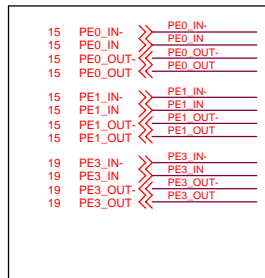 15 PE0_IN- PE0_IN-
15 PE0_IN PE0_IN
15 PE0_OUT- PE0_OUT-
15 PE0_OUT PE0_OUT
15 PE1_IN- PE1_IN-
15 PE1_IN PE1_IN
15 PE1_OUT- PE1_OUT-
15 PE1_OUT PE1_OUT
19 PE3_IN- PE3_IN-
19 PE3_IN PE3_IN
19 PE3_OUT- PE3_OUT-
19 PE3_OUT PE3_OUT